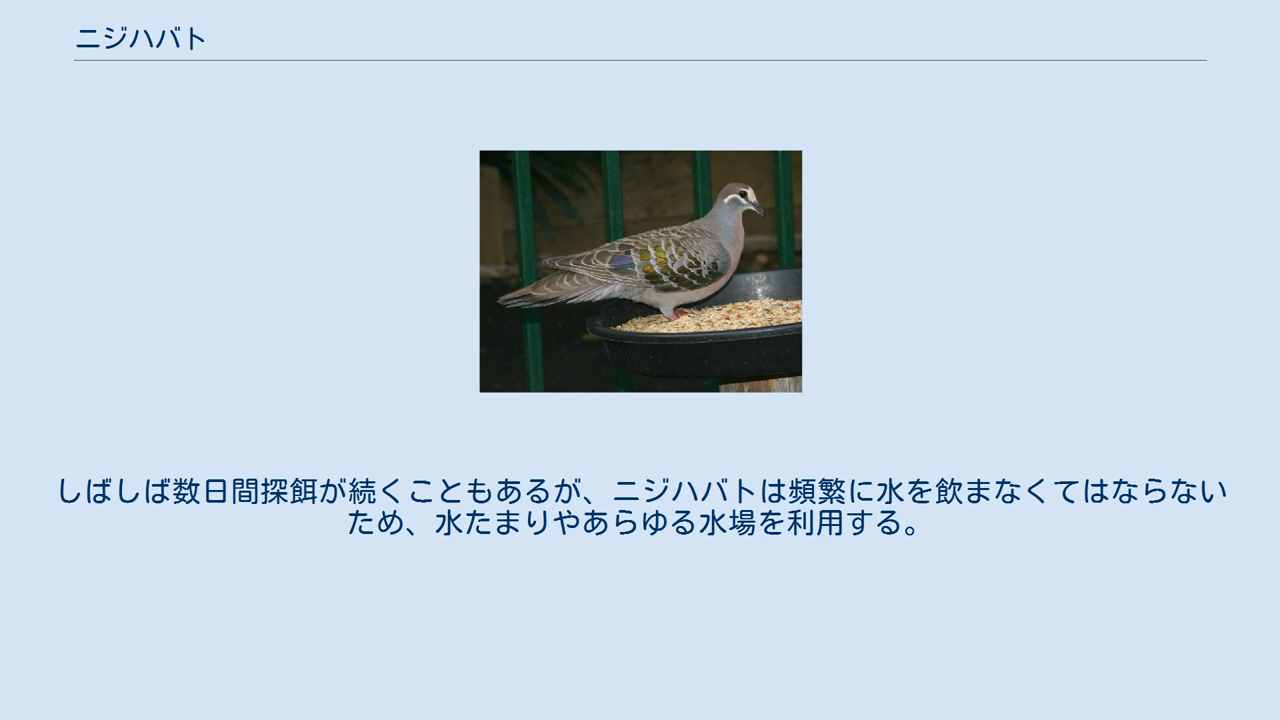 ニジハバト
しばしば数日間探餌が続くこともあるが、ニジハバトは頻繁に水を飲まなくてはならない
ため、水たまりやあらゆる水場を利用する。